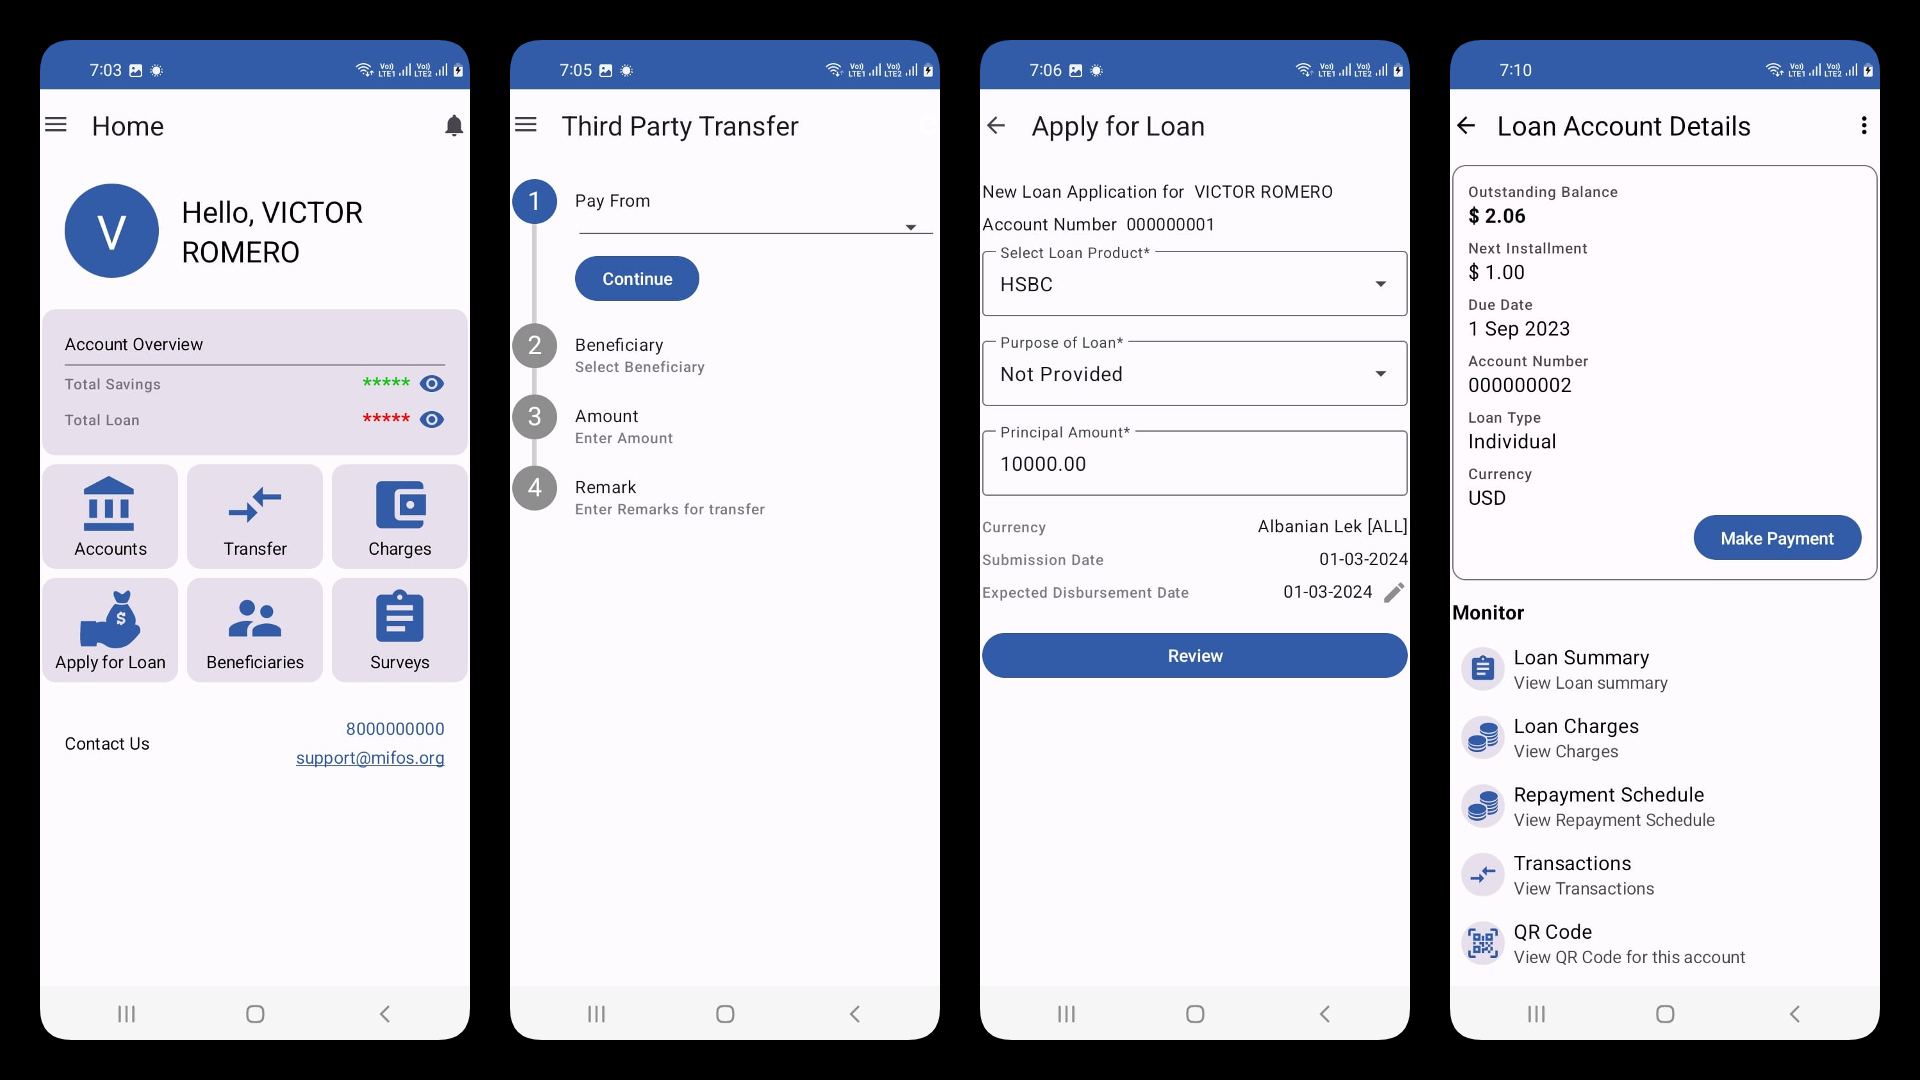 7:03
Home
V
Hello, VICTOR
ROMERO
Account Overview
Total Savings *****
Total Loan *****
Accounts Transfer Charges
Apply for Loan Beneficiaries Surveys
Contact Us
8000000000
support@mifos.org
7:05
Third Party Transfer
1 Pay From
Continue
2 Beneficiary
Select Beneficiary
3 Amount
Enter Amount
4 Remark
Enter Remarks for transfer
7:06
Apply for Loan
New Loan Application for VICTOR ROMERO
Account Number 000000001
Select Loan Product*
HSBC
Purpose of Loan*
Not Provided
Principal Amount*
10000.00
Currency Albanian Lek [ALL]
Submission Date 01-03-2024
Expected Disbursement Date 01-03-2024
Review
7:10
Loan Account Details
Outstanding Balance
$ 2.06
Next Installment
$ 1.00
Due Date
1 Sep 2023
Account Number
000000002
Loan Type
Individual
Currency
USD
Make Payment
Monitor
Loan Summary
View Loan summary
Loan Charges
View Charges
Repayment Schedule
View Repayment Schedule
Transactions
View Transactions
QR Code
View QR Code for this account